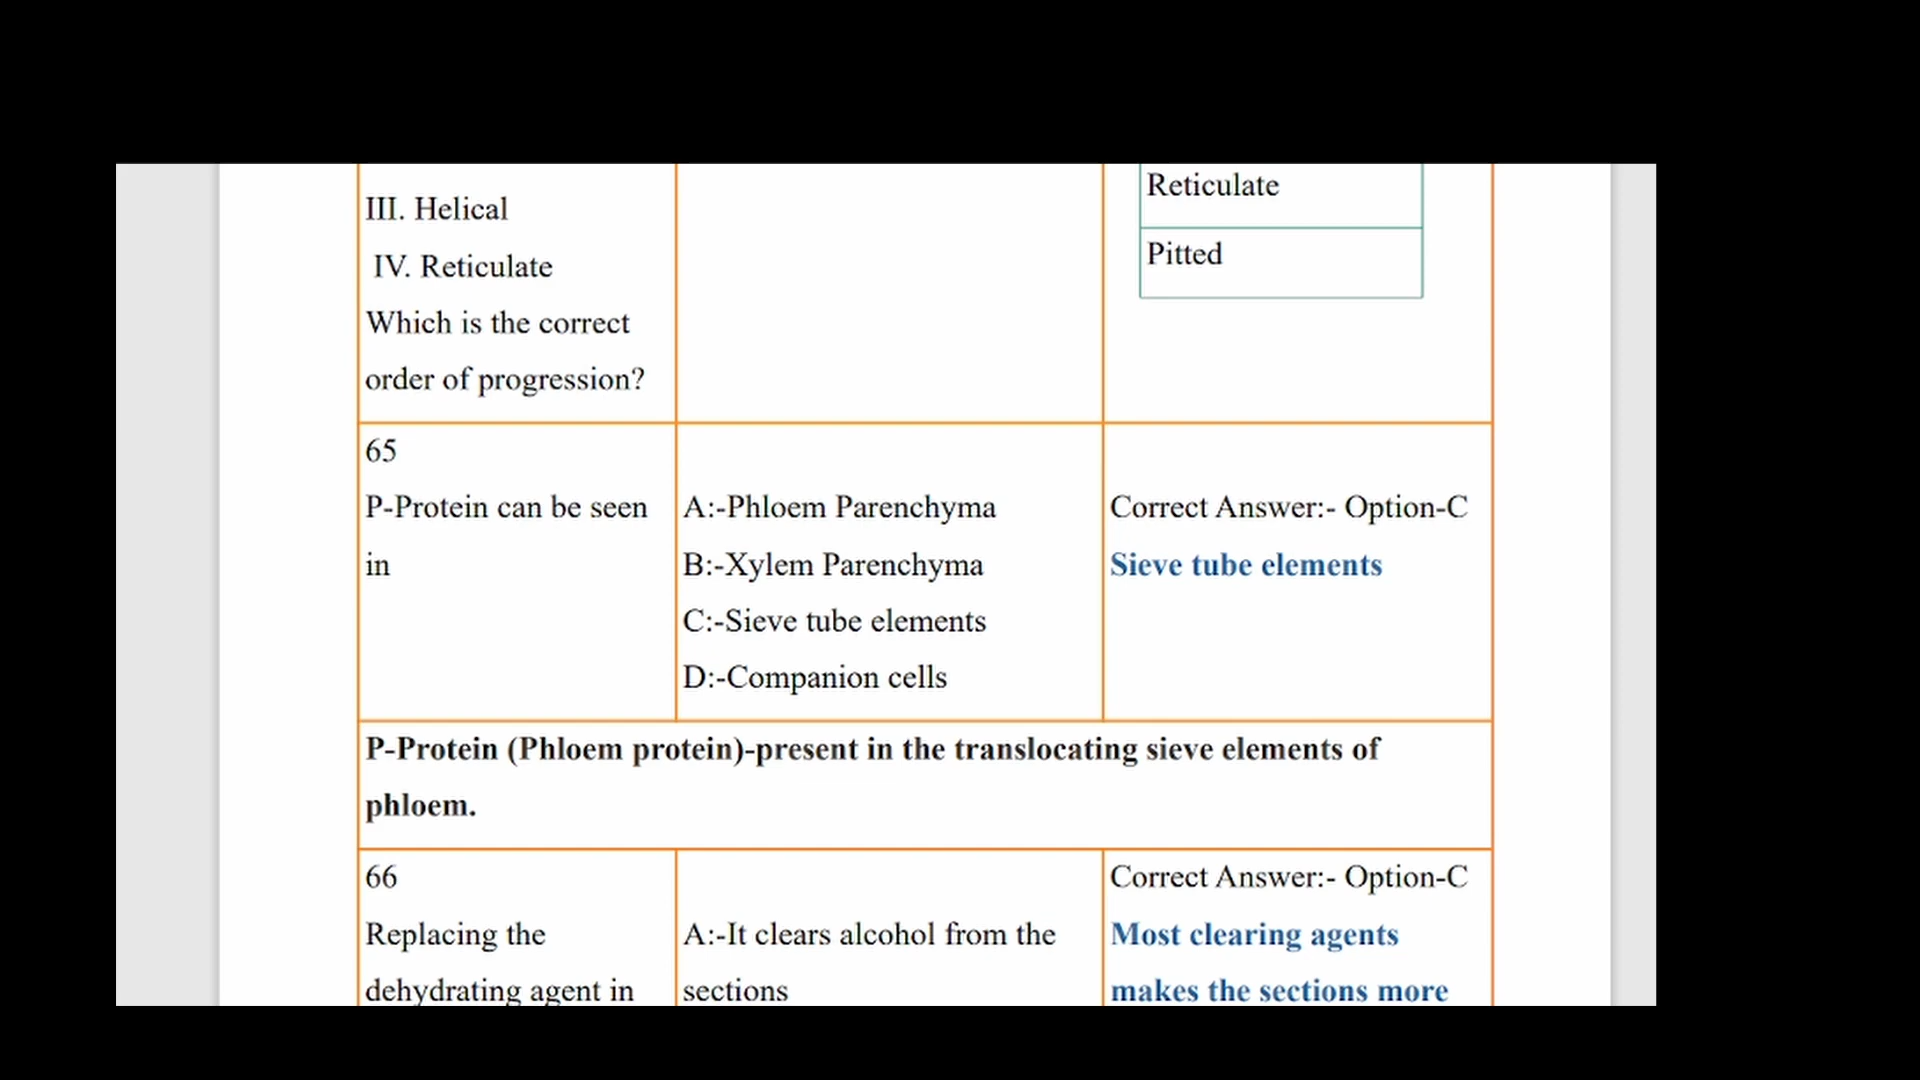 III. Helical
IV. Reticulate
Which is the correct
order of progression?
Reticulate
Pitted
65
P-Protein can be seen
in
A:-Phloem Parenchyma
B:-Xylem Parenchyma
C:-Sieve tube elements
D:-Companion cells
Correct Answer:- Option-C
Sieve tube elements
P-Protein (Phloem protein)-present in the translocating sieve elements of
phloem.
66
Replacing the
dehydrating agent in
A:-It clears alcohol from the
sections
Correct Answer:- Option-C
Most clearing agents
makes the sections more